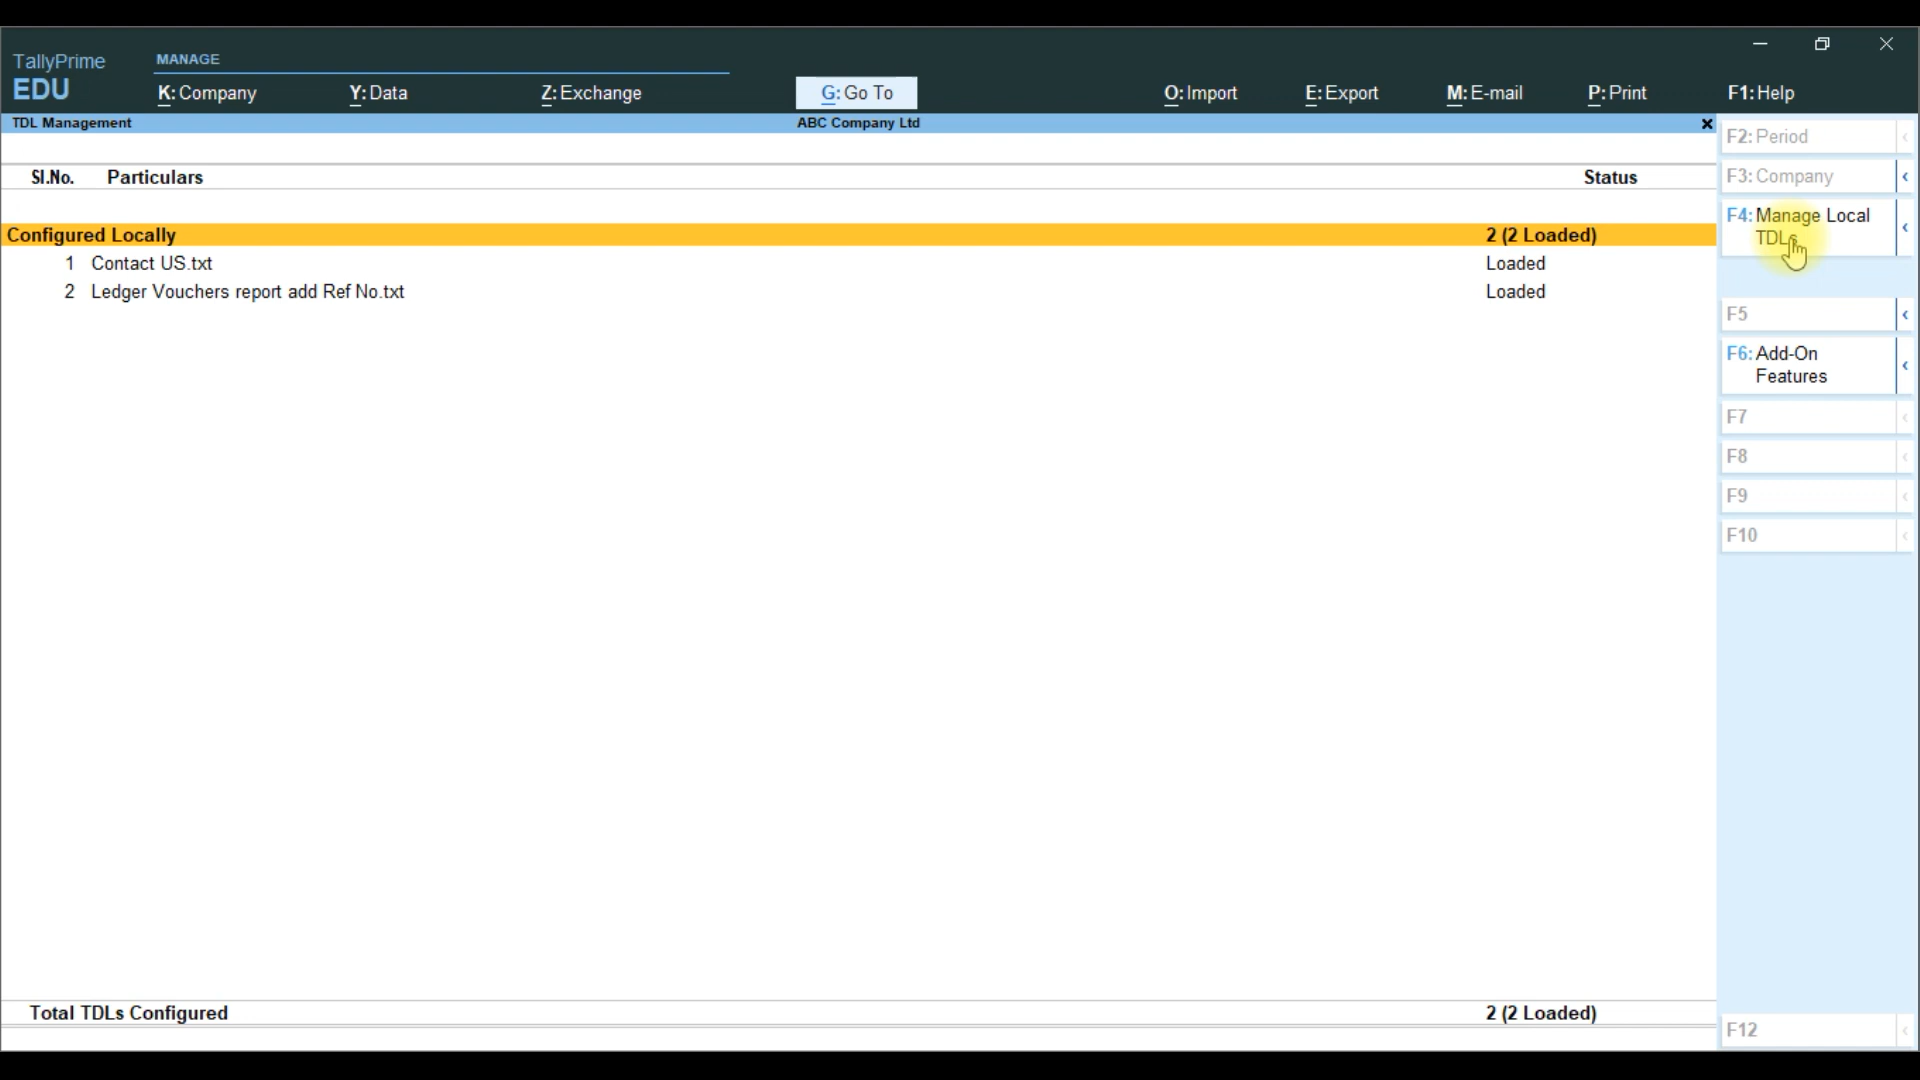 TallyPrime
EDU
MANAGE
K: Company
Y: Data
Z: Exchange
G: Go To
O: Import
E: Export
M: E-mail
P: Print
F1: Help
TDL Management
ABC Company Ltd
F2: Period
Sl.No. Particulars Status
F3: Company
F4: Manage Local
TDLs
Configured Locally 2 (2 Loaded)
1 Contact US.txt Loaded
2 Ledger Vouchers report add Ref No.txt Loaded
F5
F6: Add-On
Features
F7
F8
F9
F10
Total TDLs Configured 2 (2 Loaded)
F12